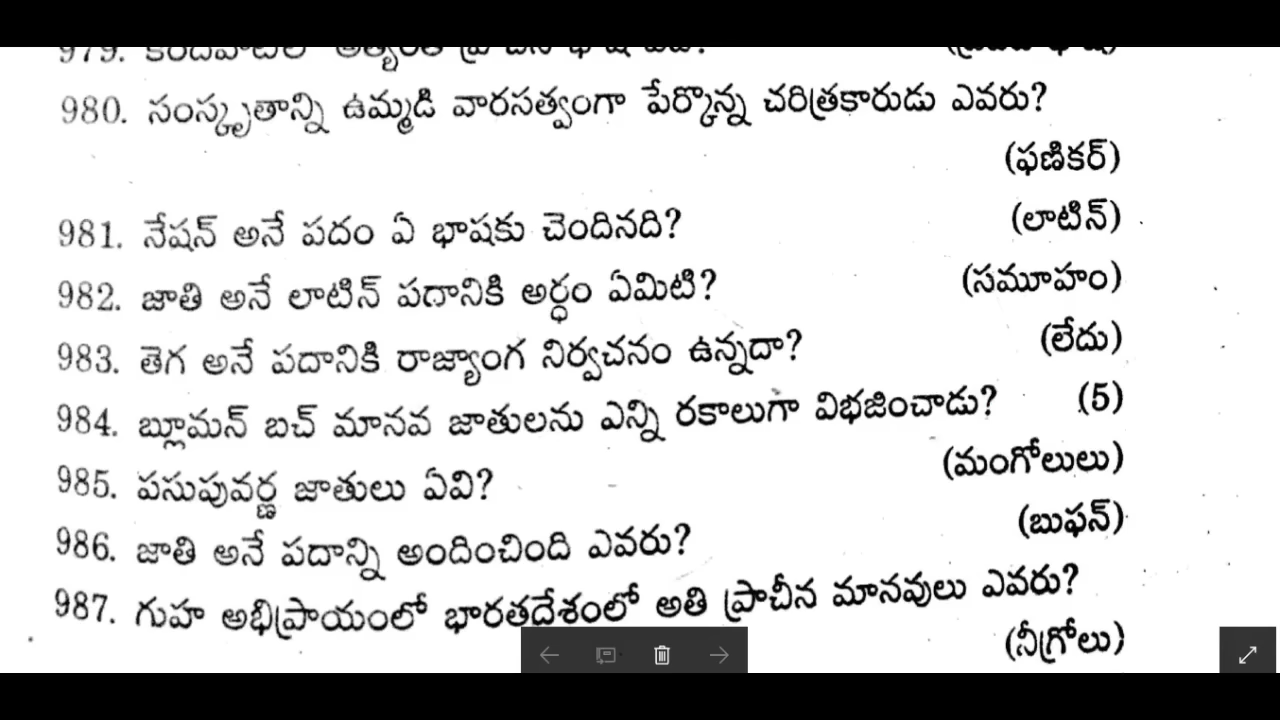 980. సంస్కృతాన్ని ఉమ్మడి వారసత్వంగా పేర్కొన్న చరిత్రకారుడు ఎవరు?
(ఫణికర్)
981. నేషన్ అనే పదం ఏ భాషకు చెందినది? (లాటిన్)
982. జాతి అనే లాటిన్ పదానికి అర్థం ఏమిటి? (సమూహం)
983. తెగ అనే పదానికి రాజ్యాంగ నిర్వచనం ఉన్నదా? (లేదు)
984. బ్లూమన్ బచ్ మానవ జాతులను ఎన్ని రకాలుగా విభజించాడు? (5)
985. పసుపువర్ణ జాతులు ఏవి? (మంగోలులు)
986. జాతి అనే పదాన్ని అందించింది ఎవరు? (బుఫన్)
987. గుహ అభిప్రాయంలో భారతదేశంలో అతి ప్రాచీన మానవులు ఎవరు?
(నీగ్రోలు)